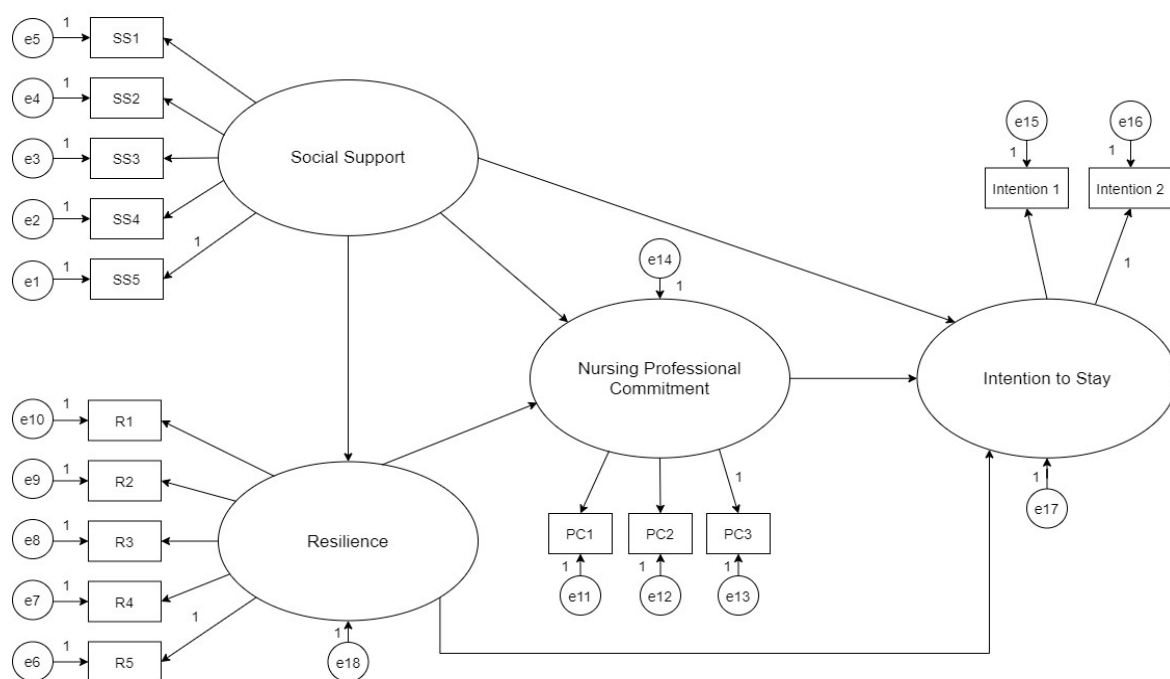 e5
1
SS1
e4
1
SS2
e3
1
SS3
e2
1
SS4
e1
1
SS5
1
Social Support
e15
1
Intention 1
e16
1
Intention 2
1
e14
1
Nursing Professional
Commitment
Intention to Stay
1
e17
e10
1
R1
e9
1
R2
e8
1
R3
e7
1
R4
e6
1
R5
1
Resilience
1
e18
1
PC1
PC2
PC3
1
1
1
e11
e12
e13